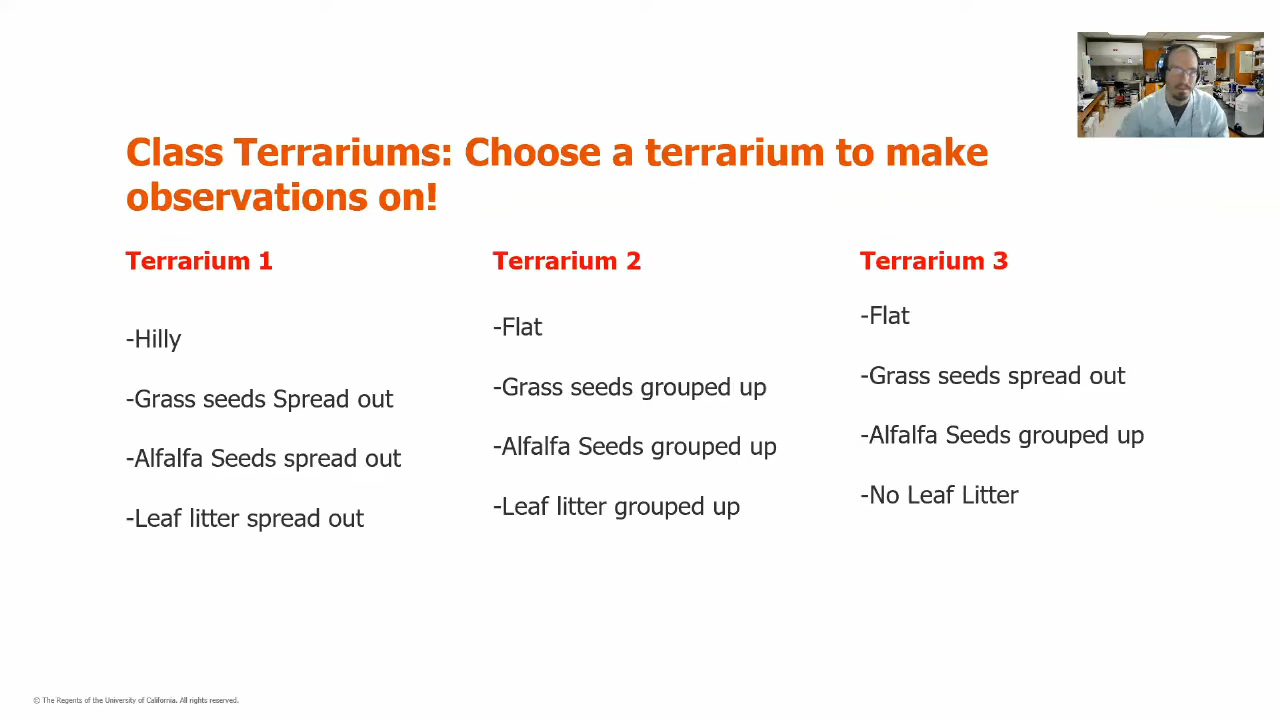 Class Terrariums: Choose a terrarium to make
observations on!
Terrarium 1
-Hilly
-Grass seeds Spread out
-Alfalfa Seeds spread out
-Leaf litter spread out
Terrarium 2
-Flat
-Grass seeds grouped up
-Alfalfa Seeds grouped up
-Leaf litter grouped up
Terrarium 3
-Flat
-Grass seeds spread out
-Alfalfa Seeds grouped up
-No Leaf Litter
© The Regents of the University of California. All rights reserved.